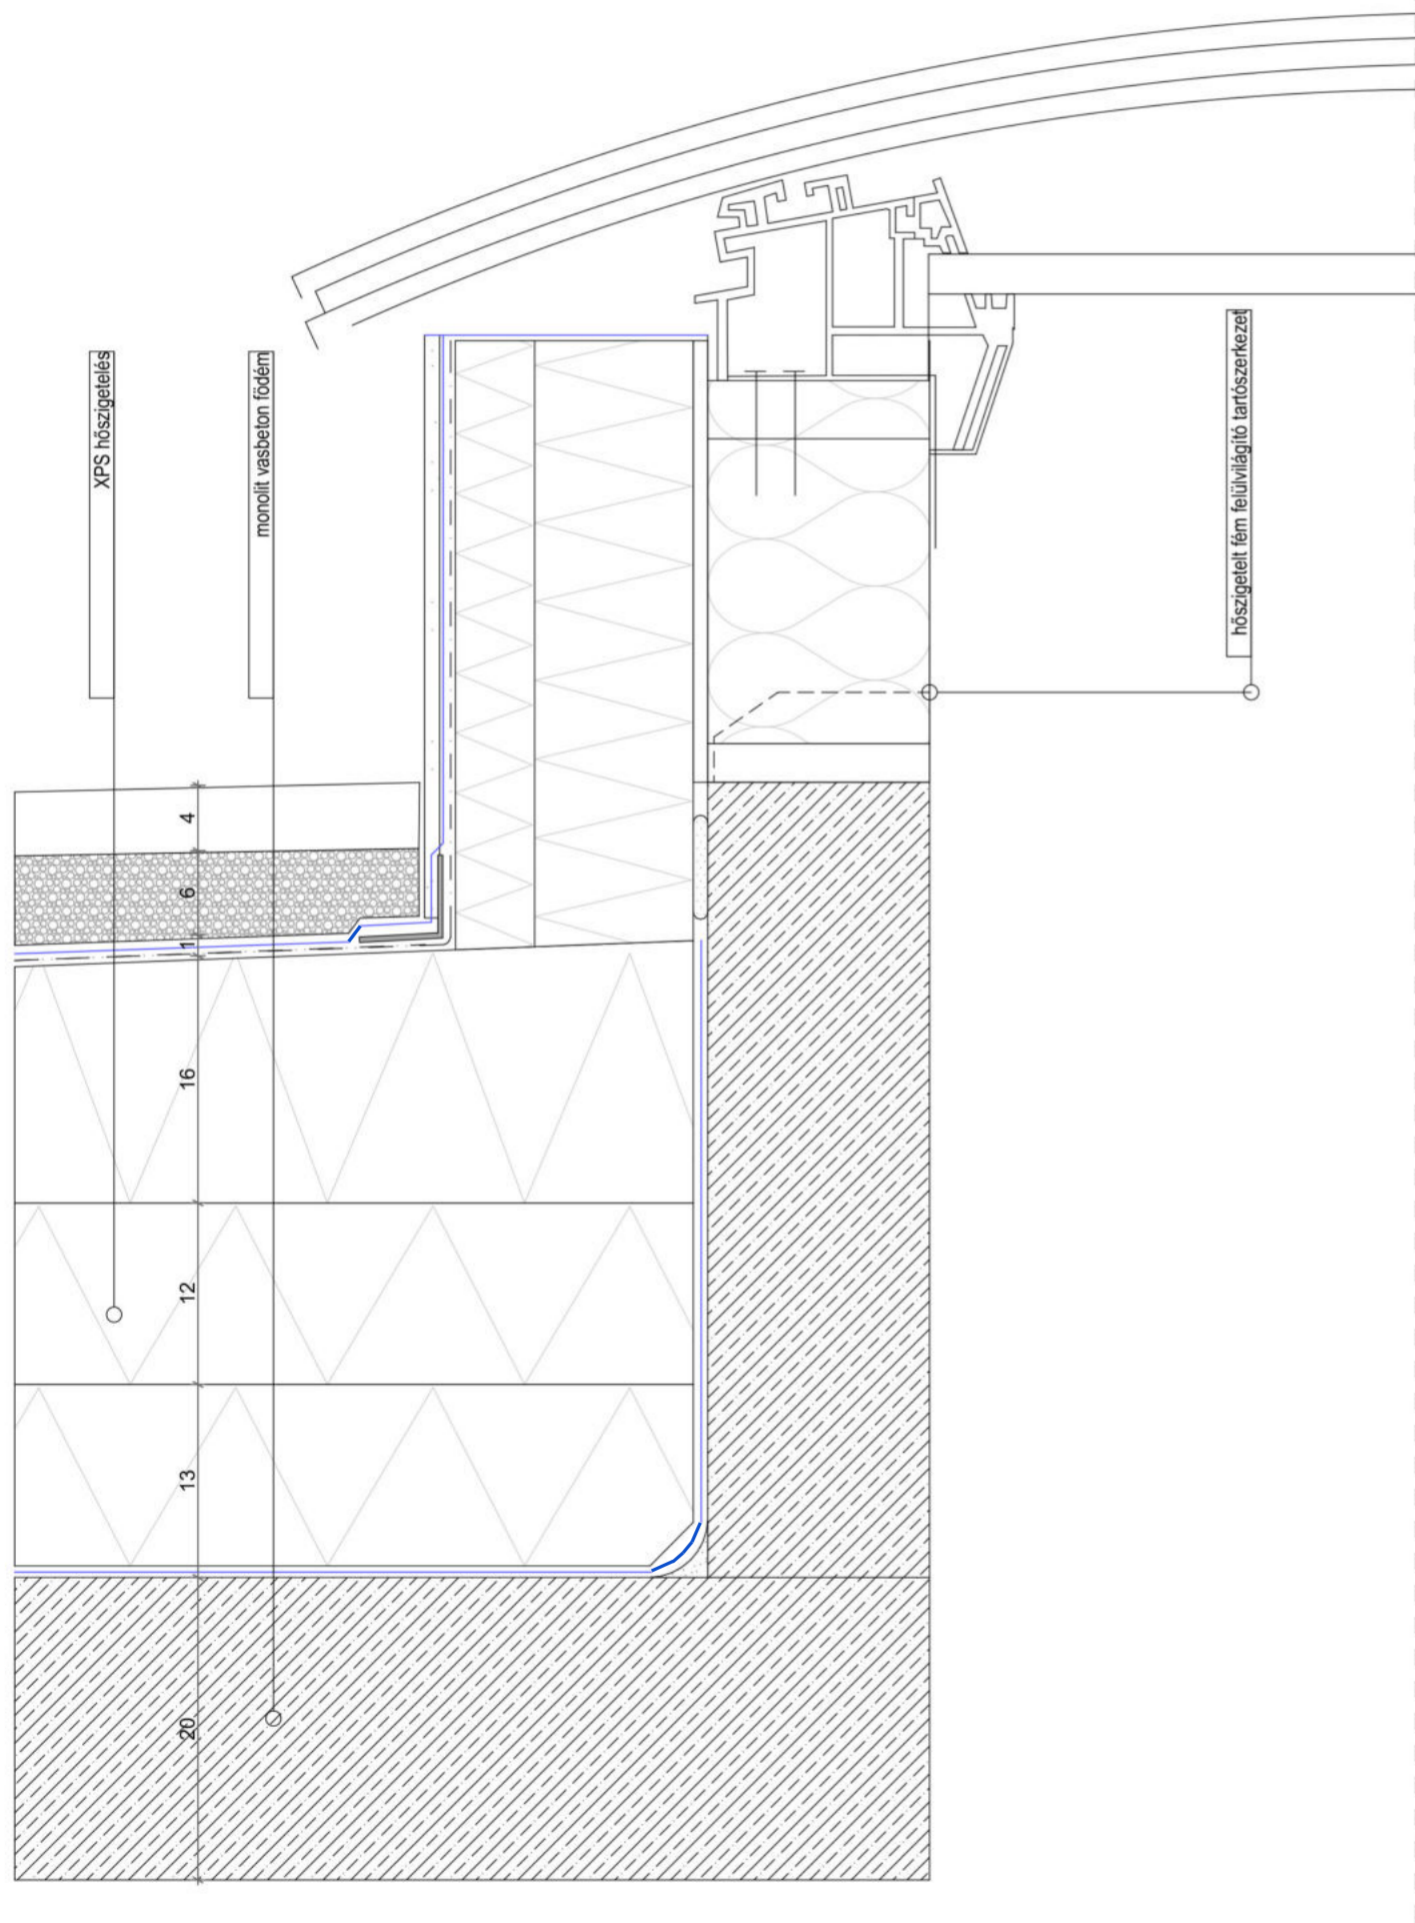 XPS hőszigetelés
monolit vasbeton födém
hőszigetelt fém felülvilágító tartószerkezet
4
6
1
16
12
13
20